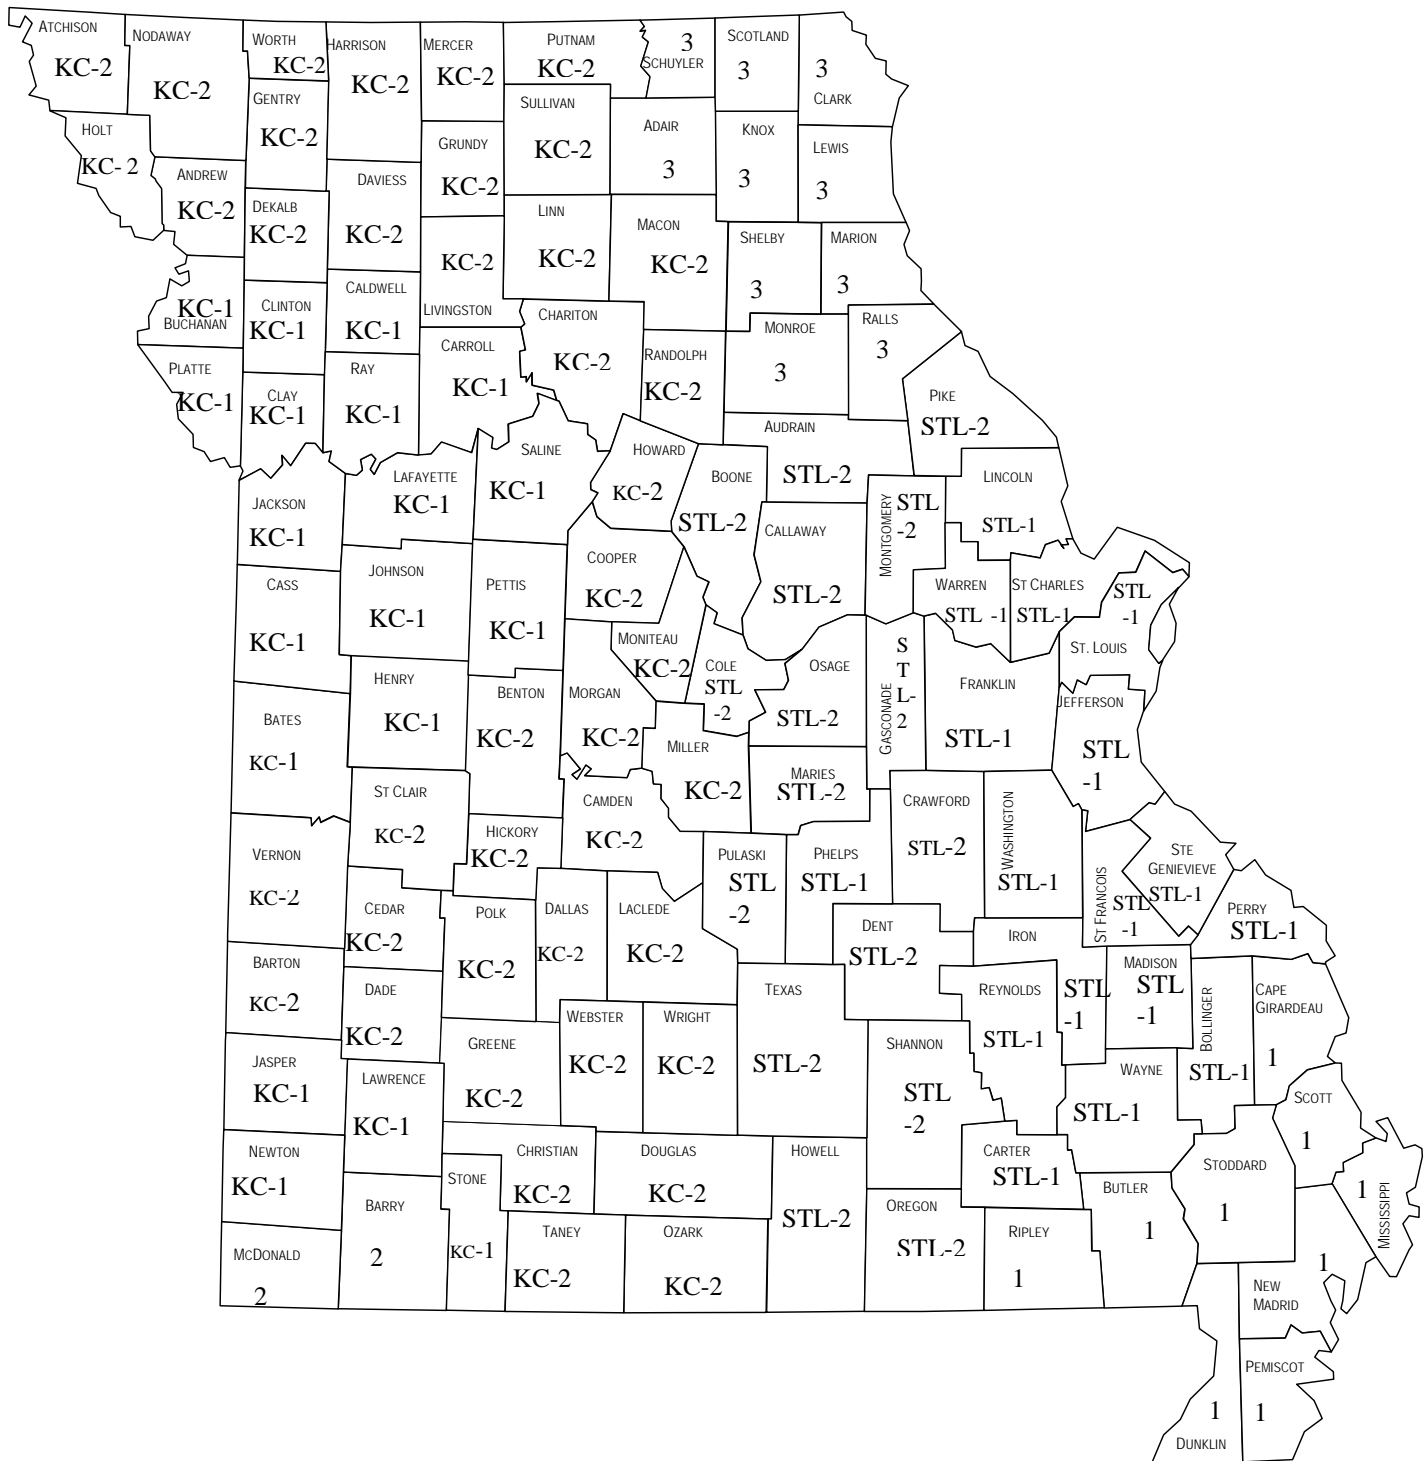 ATCHISON
KC-2
NODAWAY
KC-2
WORTH
KC-2
HARRISON
KC-2
MERCER
KC-2
PUTNAM
KC-2
3
SCHUYLER
SCOTLAND
3
3
CLARK
HOLT
KC-2
GENTRY
KC-2
SULLIVAN
KC-2
ADAIR
3
KNOX
3
LEWIS
3
ANDREW
KC-2
DEKALB
KC-2
DAVIESS
KC-2
GRUNDY
KC-2
LINN
KC-2
MACON
KC-2
SHELBY
3
MARION
3
KC-1
BUCHANAN
CLINTON
KC-1
CALDWELL
KC-1
KC-2
LIVINGSTON
CHARITON
KC-2
RANDOLPH
KC-2
MONROE
3
RALLS
3
PLATTE
KC-1
CLAY
KC-1
RAY
KC-1
CARROLL
KC-1
PIKE
STL-2
AUDRAIN
STL-2
JACKSON
KC-1
LAFAYETTE
KC-1
SALINE
KC-1
HOWARD
KC-2
BOONE
STL-2
CALLAWAY
STL-2
MONTGOMERY
STL
-2
LINCOLN
STL-1
CASS
KC-1
JOHNSON
KC-1
PETTIS
KC-1
COOPER
KC-2
WARREN
STL -1
ST CHARLES
STL-1
STL
-1
ST. LOUIS
MONITEAU
KC-2
COLE
STL
-2
OSAGE
STL-2
GASCONADE
S
T
L-
2
FRANKLIN
STL-1
JEFFERSON
STL
-1
BATES
KC-1
HENRY
KC-1
BENTON
KC-2
MORGAN
KC-2
MILLER
KC-2
MARIES
STL-2
ST CLAIR
KC-2
HICKORY
KC-2
CAMDEN
KC-2
PULASKI
STL
-2
PHELPS
STL-1
CRAWFORD
STL-2
WASHINGTON
STL-1
ST FRANCOIS
STL
-1
STE
GENIEVIEVE
STL-1
PERRY
STL-1
VERNON
KC-2
CEDAR
KC-2
POLK
KC-2
DALLAS
KC-2
LACLEDE
KC-2
DENT
STL-2
IRON
STL
-1
MADISON
STL
-1
BOLLINGER
STL-1
CAPE
GIRARDEAU
1
BARTON
KC-2
DADE
KC-2
GREENE
KC-2
WEBSTER
KC-2
WRIGHT
KC-2
TEXAS
STL-2
SHANNON
STL
-2
REYNOLDS
STL-1
WAYNE
STL-1
SCOTT
1
JASPER
KC-1
LAWRENCE
KC-1
NEWTON
KC-1
BARRY
2
STONE
KC-1
CHRISTIAN
KC-2
DOUGLAS
KC-2
HOWELL
STL-2
OREGON
STL-2
CARTER
STL-1
BUTLER
1
STODDARD
1
1
MISSISSIPPI
MCDONALD
2
TANEY
KC-2
OZARK
KC-2
RIPLEY
1
1
NEW
MADRID
PEMISCOT
1
1
DUNKLIN